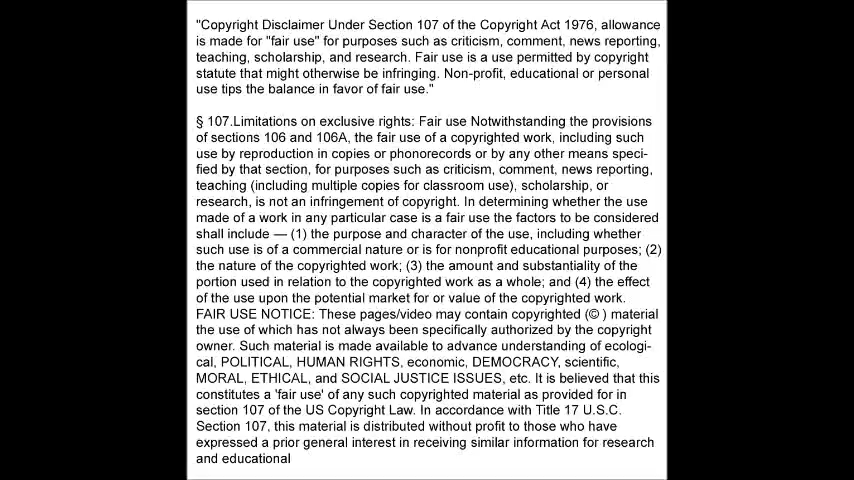 "Copyright Disclaimer Under Section 107 of the Copyright Act 1976, allowance
is made for "fair use" for purposes such as criticism, comment, news reporting,
teaching, scholarship, and research. Fair use is a use permitted by copyright
statute that might otherwise be infringing. Non-profit, educational or personal
use tips the balance in favor of fair use."
§ 107.Limitations on exclusive rights: Fair use Notwithstanding the provisions
of sections 106 and 106A, the fair use of a copyrighted work, including such
use by reproduction in copies or phonorecords or by any other means speci-
fied by that section, for purposes such as criticism, comment, news reporting,
teaching (including multiple copies for classroom use), scholarship, or
research, is not an infringement of copyright. In determining whether the use
made of a work in any particular case is a fair use the factors to be considered
shall include — (1) the purpose and character of the use, including whether
such use is of a commercial nature or is for nonprofit educational purposes; (2)
the nature of the copyrighted work; (3) the amount and substantiality of the
portion used in relation to the copyrighted work as a whole; and (4) the effect
of the use upon the potential market for or value of the copyrighted work.
FAIR USE NOTICE: These pages/video may contain copyrighted (© ) material
the use of which has not always been specifically authorized by the copyright
owner. Such material is made available to advance understanding of ecologi-
cal, POLITICAL, HUMAN RIGHTS, economic, DEMOCRACY, scientific,
MORAL, ETHICAL, and SOCIAL JUSTICE ISSUES, etc. It is believed that this
constitutes a 'fair use' of any such copyrighted material as provided for in
section 107 of the US Copyright Law. In accordance with Title 17 U.S.C.
Section 107, this material is distributed without profit to those who have
expressed a prior general interest in receiving similar information for research
and educational